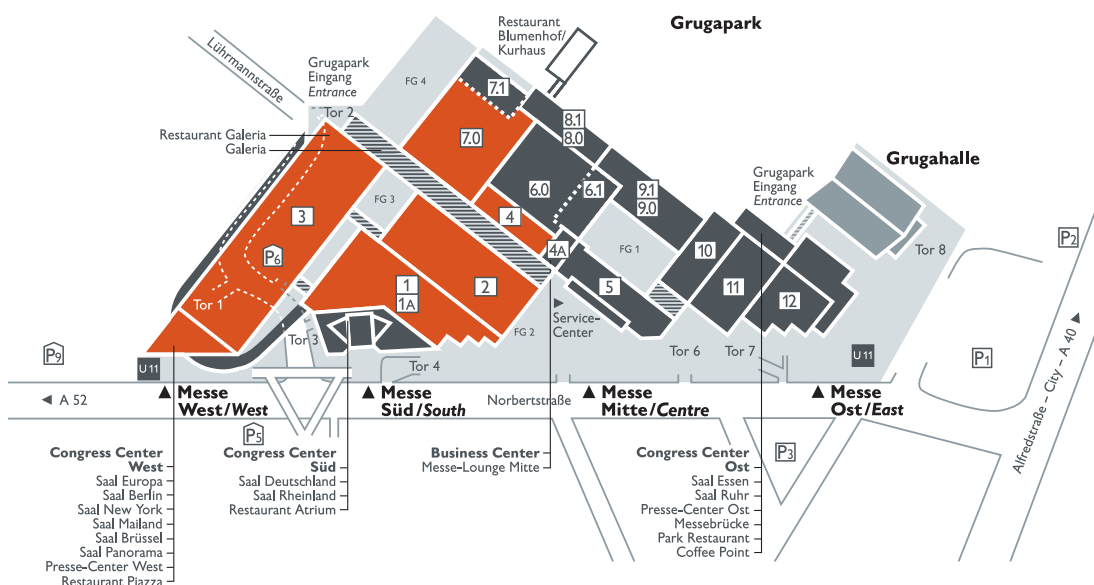 Grugapark
Restaurant
Blumenhof/
Kurhaus
Lührmannstraße
Grugapark
Eingang
Entrance
FG 4
7.1
Tor 2
8.1
8.0
Restaurant Galeria
Galeria
7.0
Grugahalle
Grugapark
Eingang
Entrance
6.0
6.1
9.1
9.0
FG 3
3
4
P2
Tor 8
4A
FG 1
10
P6
1
1A
2
5
11
12
Tor 1
Service-
Center
FG 2
Tor 3
Tor 4
Tor 6
Tor 7
P9
U 11
U 11
P1
A 52
Messe
West/West
Messe
Süd/South
Norbertstraße
Messe
Mitte/Centre
Messe
Ost/East
Alfredstraße – City – A 40
P5
P3
Congress Center
West
Saal Europa
Saal Berlin
Saal New York
Saal Mailand
Saal Brüssel
Saal Panorama
Presse-Center West
Restaurant Piazza
Congress Center
Süd
Saal Deutschland
Saal Rheinland
Restaurant Atrium
Business Center
Messe-Lounge Mitte
Congress Center
Ost
Saal Essen
Saal Ruhr
Presse-Center Ost
Messebrücke
Park Restaurant
Coffee Point